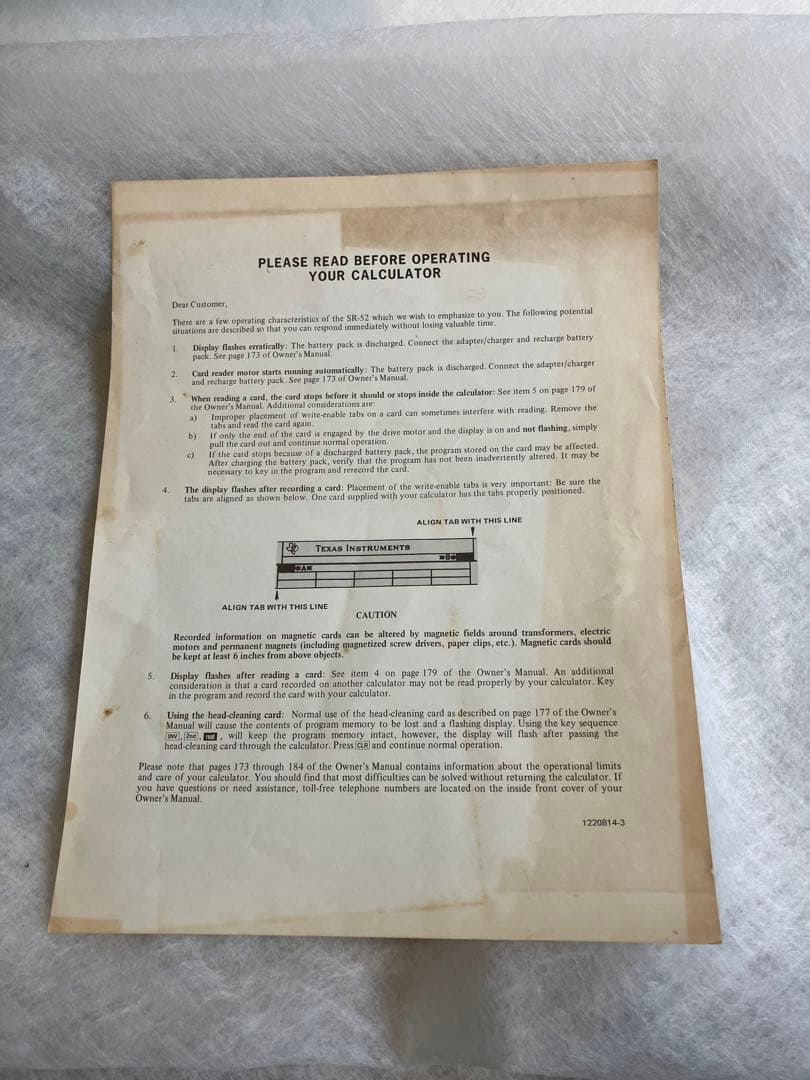 PLEASE READ BEFORE OPERATING
YOUR CALCULATOR
Dear Customer,
There are a few operating characteristics of the SR-52 which we wish to emphasize to you. The following potential
situations are described so that you can respond immediately without losing valuable time.
1. Display flashes erratically: The battery pack is discharged. Connect the adapter/charger and recharge battery
pack. See page 173 of Owner's Manual.
2. Card reader motor starts running automatically: The battery pack is discharged. Connect the adapter/charger
and recharge battery pack. See page 173 of Owner's Manual.
3. When reading a card, the card stops before it should or stops inside the calculator: See item 5 on page 179 of
the Owner's Manual. Additional considerations are:
a) Improper placement of write-enable tabs on a card can sometimes interfere with reading. Remove the
tabs and read the card again.
b) If only the end of the card is engaged by the drive motor and the display is on and not flashing, simply
pull the card out and continue normal operation.
c) If the card stops because of a discharged battery pack, the program stored on the card may be affected.
After charging the battery pack, verify that the program has not been inadvertently altered. It may be
necessary to key in the program and rerecord the card.
4. The display flashes after recording a card: Placement of the write-enable tabs is very important: Be sure the
tabs are aligned as shown below. One card supplied with your calculator has the tabs properly positioned.
ALIGN TAB WITH THIS LINE
TEXAS INSTRUMENTS
B
A
ALIGN TAB WITH THIS LINE
CAUTION
Recorded information on magnetic cards can be altered by magnetic fields around transformers, electric
motors and permanent magnets (including magnetized screw drivers, paper clips, etc.). Magnetic cards should
be kept at least 6 inches from above objects.
5. Display flashes after reading a card: See item 4 on page 179 of the Owner's Manual. An additional
consideration is that a card recorded on another calculator may not be read properly by your calculator. Key
in the program and record the card with your calculator.
6. Using the head-cleaning card: Normal use of the head-cleaning card as described on page 177 of the Owner's
Manual will cause the contents of program memory to be lost and a flashing display. Using the key sequence
INV, 2nd, , will keep the program memory intact, however, the display will flash after passing the
head-cleaning card through the calculator. Press CLR and continue normal operation.
Please note that pages 173 through 184 of the Owner's Manual contains information about the operational limits
and care of your calculator. You should find that most difficulties can be solved without returning the calculator. If
you have questions or need assistance, toll-free telephone numbers are located on the inside front cover of your
Owner's Manual.
1220814-3